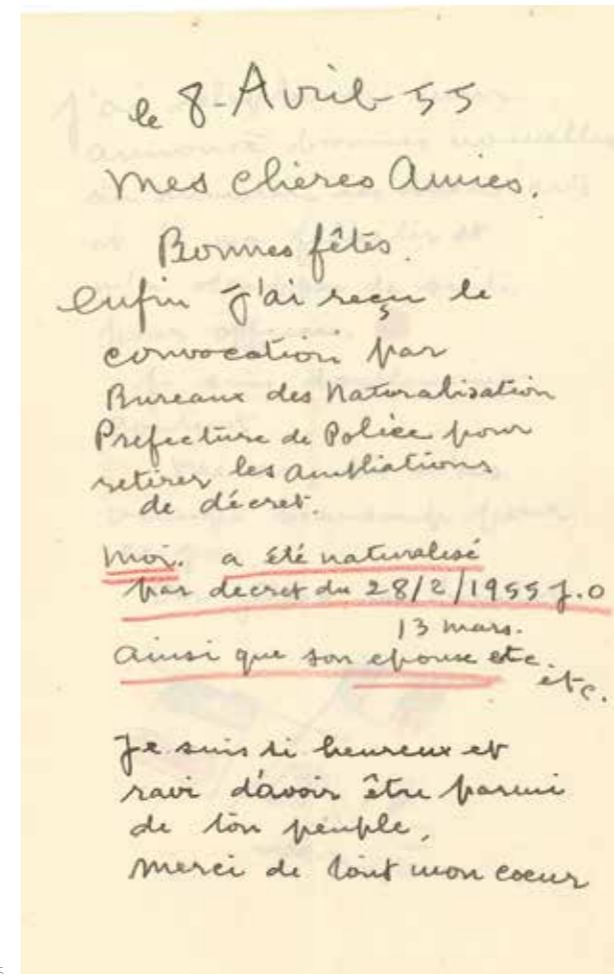 le 8-Avril-55
mes chères Amies.
Bonnes fêtes.
enfin j'ai reçu le
convocation par
Bureaux des Naturalisation
Prefecture de Police pour
retirer les ampliations
de décret.
Moi. a été naturalisé
par decret du 28/2/1955 J.O
13 mars.
Ainsi que son epouse etc.
etc.
Je suis si heureux et
ravi d'avoir être parmi
de ton peuple,
merci de tout mon coeur